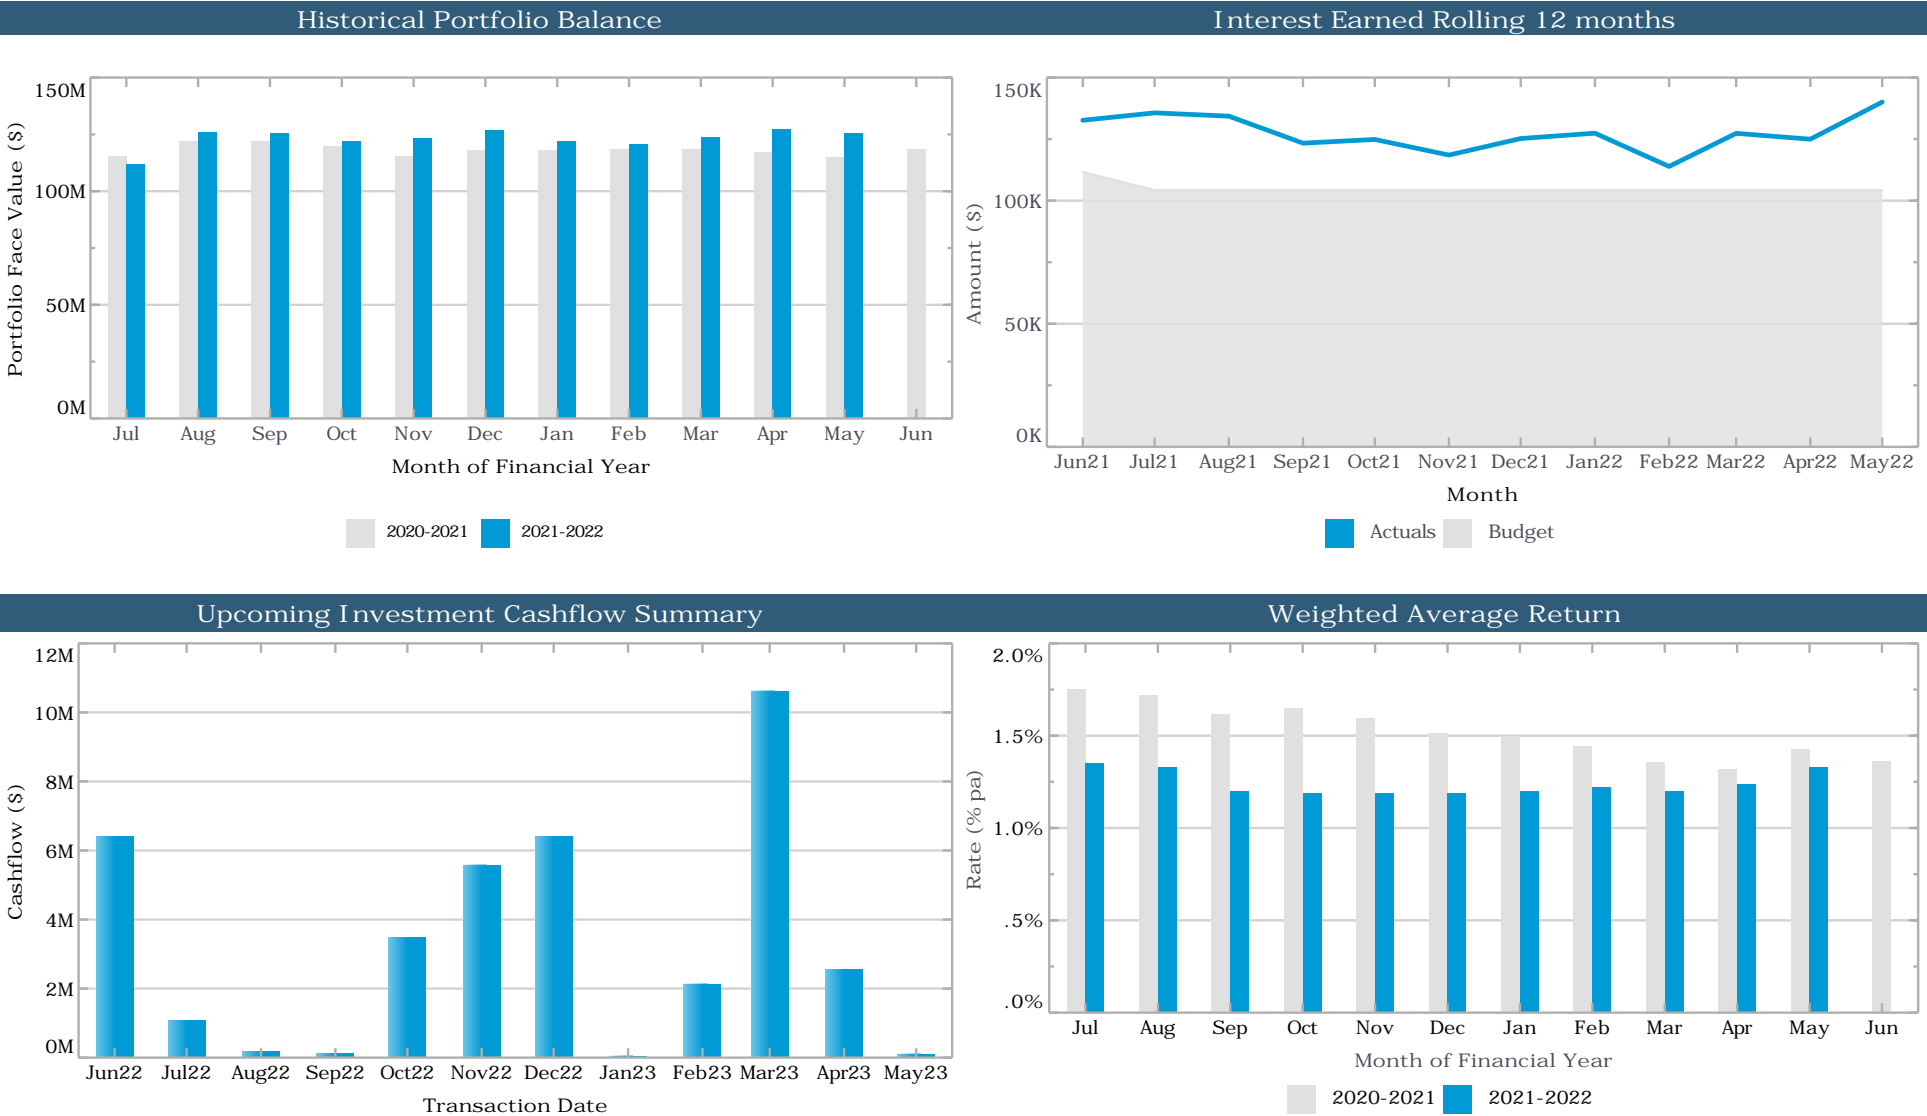 Historical Portfolio Balance
150M
100M
50M
0M
Portfolio Face Value ($)
Jul Aug Sep Oct Nov Dec Jan Feb Mar Apr May Jun
Month of Financial Year
2020-2021 2021-2022
Interest Earned Rolling 12 months
150K
100K
50K
0K
Amount ($)
Jun21 Jul21 Aug21 Sep21 Oct21 Nov21 Dec21 Jan22 Feb22 Mar22 Apr22 May22
Month
Actuals Budget
Upcoming Investment Cashflow Summary
12M
10M
8M
6M
4M
2M
0M
Cashflow ($)
Jun22 Jul22 Aug22 Sep22 Oct22 Nov22 Dec22 Jan23 Feb23 Mar23 Apr23 May23
Transaction Date
Weighted Average Return
2.0%
1.5%
1.0%
.5%
.0%
Rate (% pa)
Jul Aug Sep Oct Nov Dec Jan Feb Mar Apr May Jun
Month of Financial Year
2020-2021 2021-2022